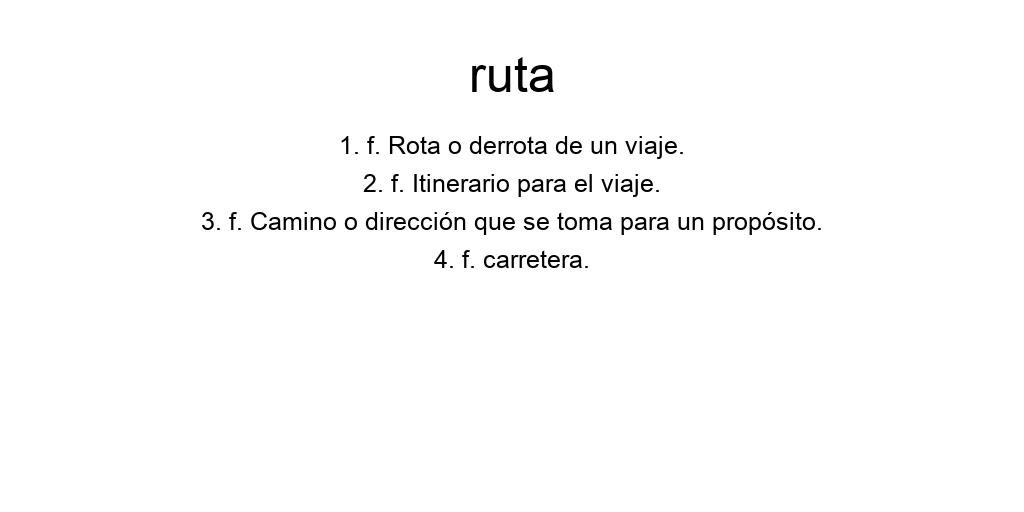 ruta
1. f. Rota o derrota de un viaje.
2. f. Itinerario para el viaje.
3. f. Camino o dirección que se toma para un propósito.
4. f. carretera.